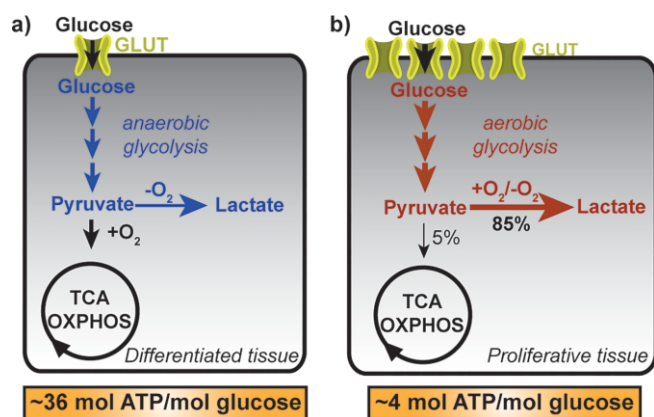 a)
Glucose
GLUT
Glucose
anaerobic
glycolysis
-O₂
Pyruvate
Lactate
+O₂
TCA
OXPHOS
Differentiated tissue
~36 mol ATP/mol glucose
b)
Glucose
GLUT
Glucose
aerobic
glycolysis
+O₂/-O₂
Pyruvate
Lactate
85%
5%
TCA
OXPHOS
Proliferative tissue
~4 mol ATP/mol glucose